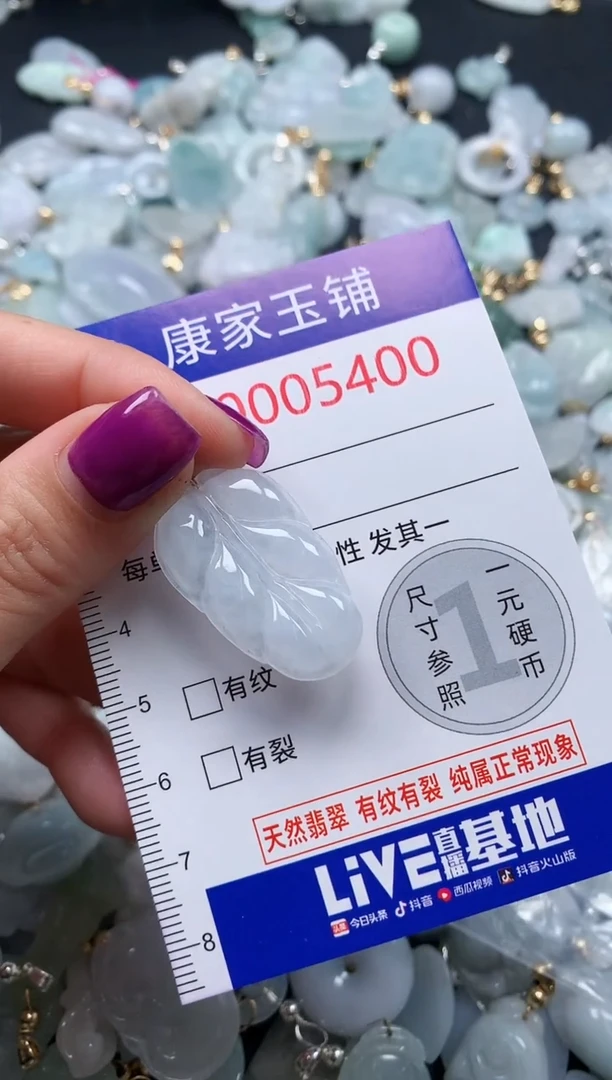 康家玉铺
0005400
性 发其一
每
4
5
6
7
8
尺寸参照
1
一元硬币
有纹
有裂
天然翡翠 有纹有裂 纯属正常现象
LiVE直播基地
头条 今日头条 抖音 西瓜视频 抖音火山版